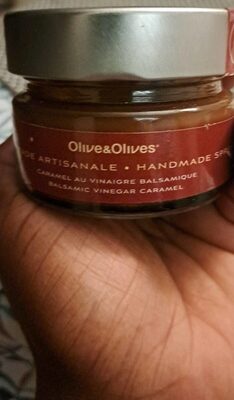 Olive&Olives®
ARTISANALE • HANDMADE
CARAMEL AU VINAIGRE BALSAMIQUE
BALSAMIC VINEGAR CARAMEL